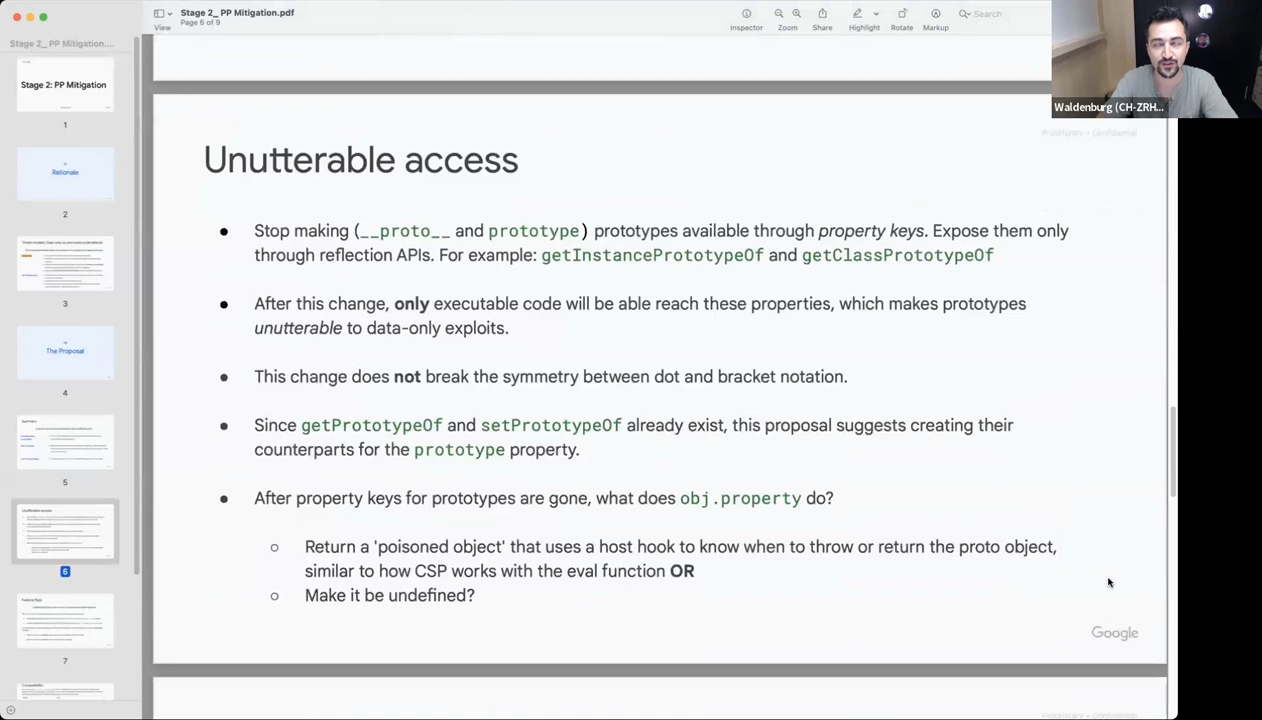 Stage 2_ PP Mitigation.pdf
Page 6 of 9
View
Inspector
Zoom
Share
Highlight
Rotate
Markup
Search
Stage 2_ PP Mitigation....
Stage 2: PP Mitigation
1
Rationale
2
3
The Proposal
4
5
6
7
Waldenburg (CH-ZRH...
Proprietary + Confidential
Unutterable access
● Stop making (__proto__ and prototype) prototypes available through property keys. Expose them only
through reflection APIs. For example: getInstancePrototypeOf and getClassPrototypeOf
● After this change, only executable code will be able reach these properties, which makes prototypes
unutterable to data-only exploits.
● This change does not break the symmetry between dot and bracket notation.
● Since getPrototypeOf and setPrototypeOf already exist, this proposal suggests creating their
counterparts for the prototype property.
● After property keys for prototypes are gone, what does obj.property do?
○ Return a 'poisoned object' that uses a host hook to know when to throw or return the proto object,
similar to how CSP works with the eval function OR
○ Make it be undefined?
Google